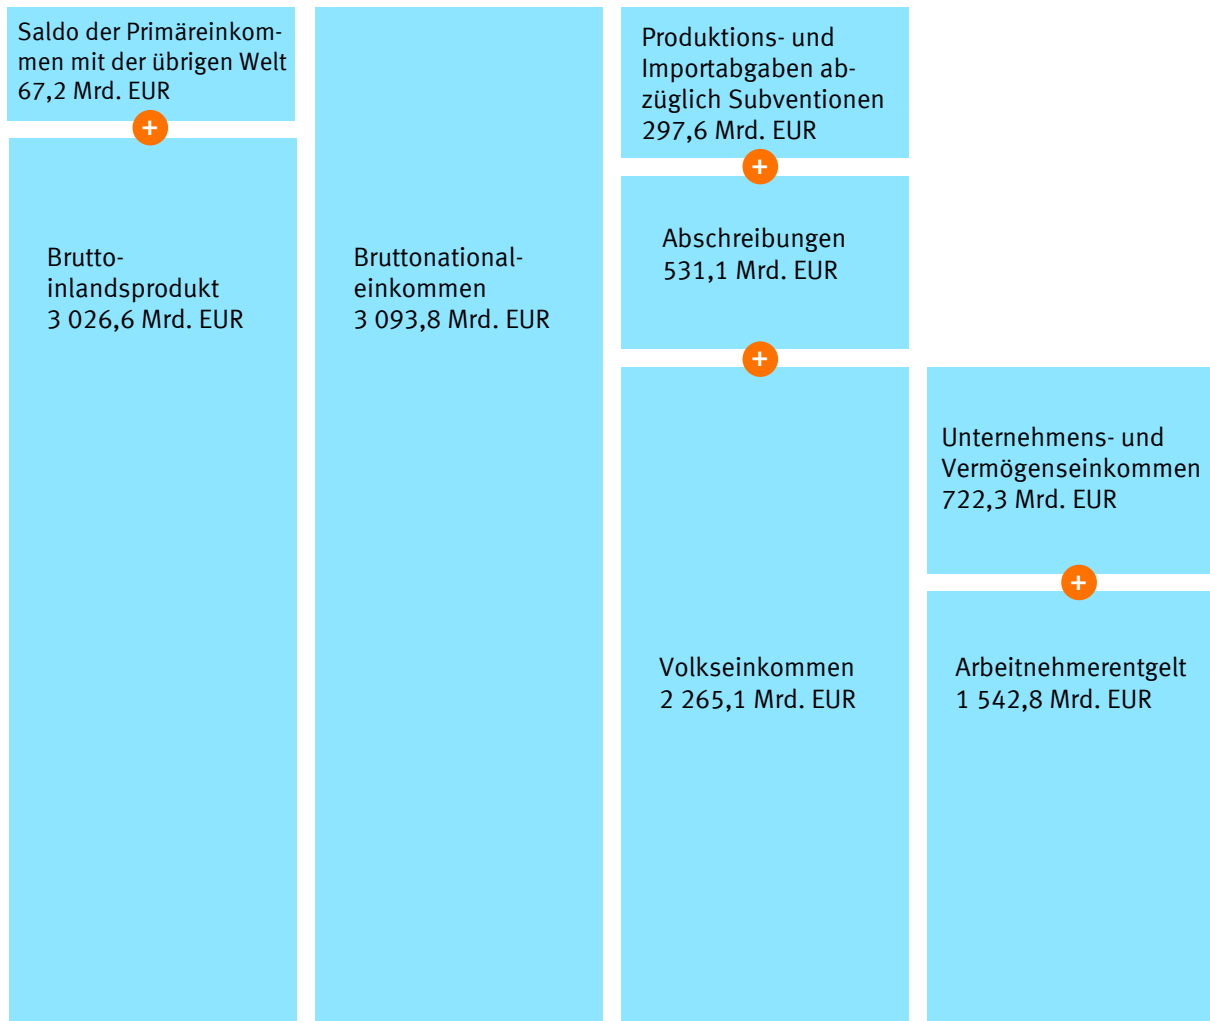 Saldo der Primäreinkom-
men mit der übrigen Welt
67,2 Mrd. EUR
+
Brutto-
inlandsprodukt
3 026,6 Mrd. EUR
Bruttonational-
einkommen
3 093,8 Mrd. EUR
Produktions- und
Importabgaben ab-
züglich Subventionen
297,6 Mrd. EUR
+
Abschreibungen
531,1 Mrd. EUR
+
Volkseinkommen
2 265,1 Mrd. EUR
Unternehmens- und
Vermögenseinkommen
722,3 Mrd. EUR
+
Arbeitnehmerentgelt
1 542,8 Mrd. EUR